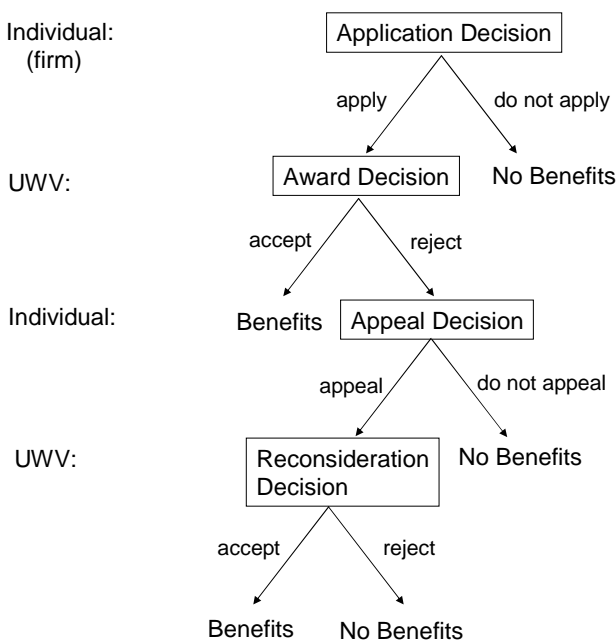 Individual:
(firm)
Application Decision
apply
do not apply
UWV:
Award Decision
No Benefits
accept
reject
Individual:
Benefits
Appeal Decision
appeal
do not appeal
UWV:
Reconsideration
Decision
No Benefits
accept
reject
Benefits
No Benefits